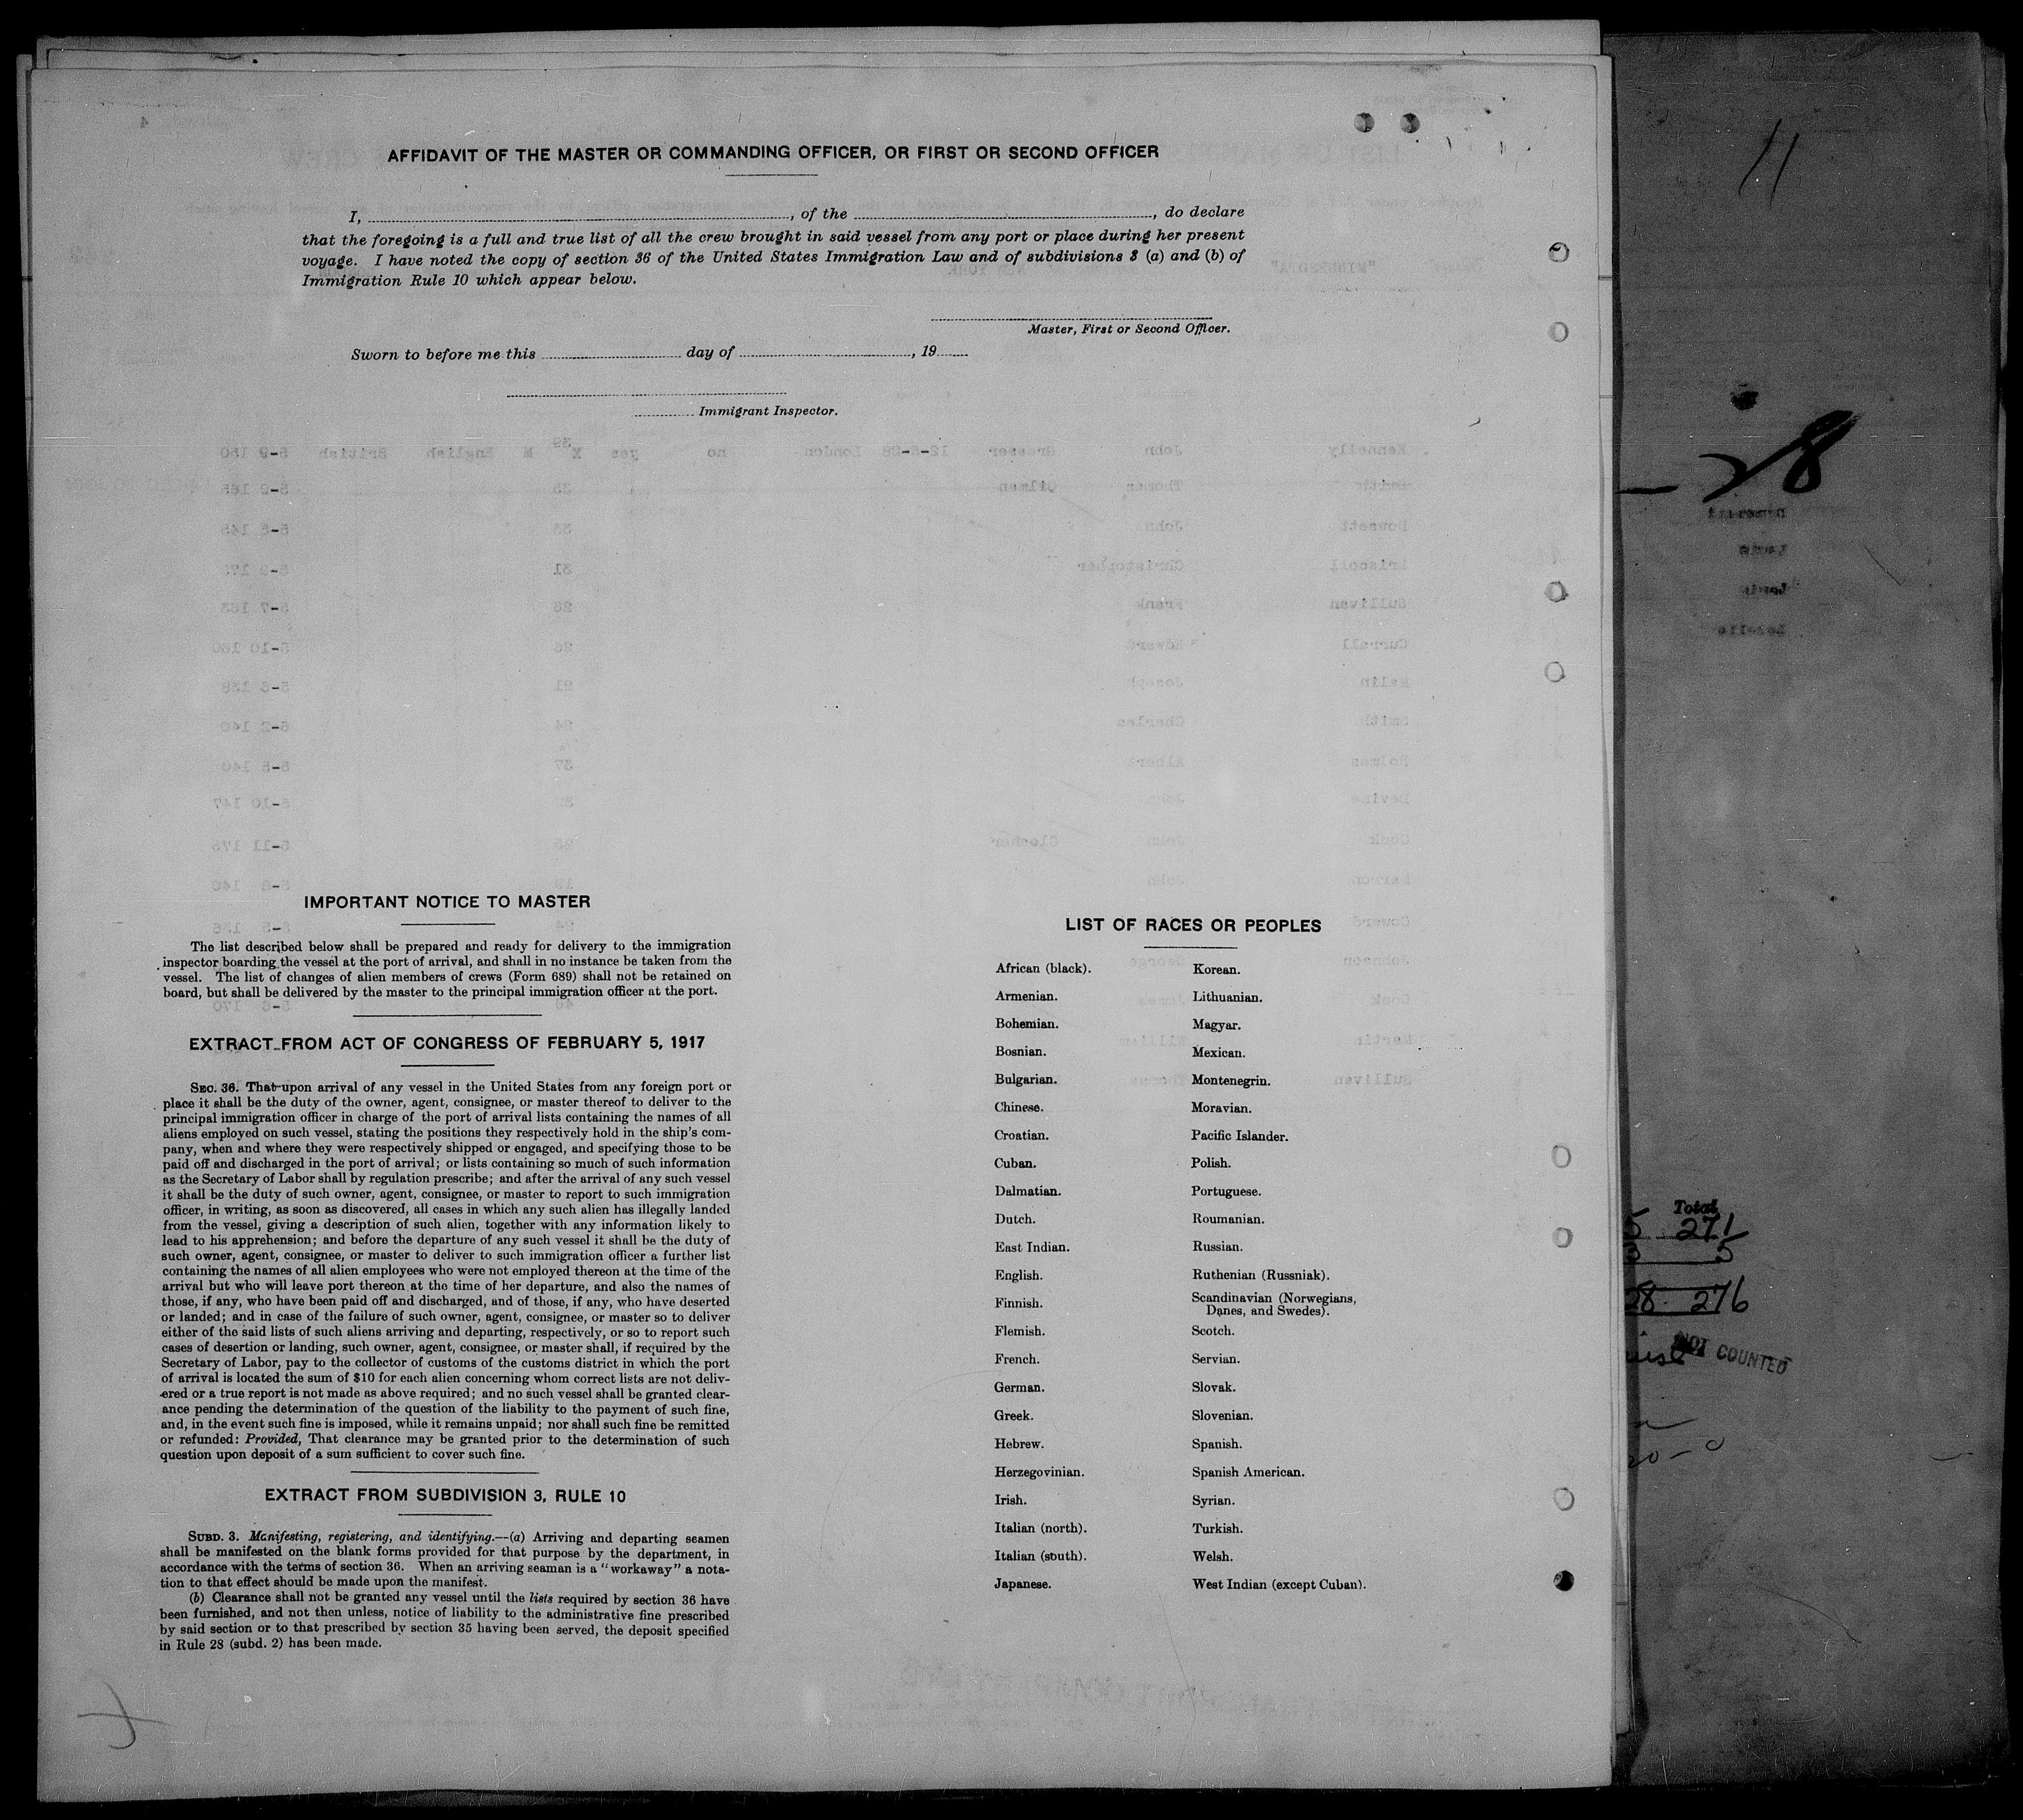 AFFIDAVIT OF THE MASTER OR COMMANDING OFFICER, OR FIRST OR SECOND OFFICER
I, , of the , do declare
that the foregoing is a full and true list of all the crew brought in said vessel from any port or place during her present
voyage. I have noted the copy of section 36 of the United States Immigration Law and of subdivisions 3 (a) and (b) of
Immigration Rule 10 which appear below.
Master, First or Second Officer.
Sworn to before me this day of , 19
Immigrant Inspector.
IMPORTANT NOTICE TO MASTER
The list described below shall be prepared and ready for delivery to the immigration
inspector boarding the vessel at the port of arrival, and shall in no instance be taken from the
vessel. The list of changes of alien members of crews (Form 689) shall not be retained on
board, but shall be delivered by the master to the principal immigration officer at the port.
EXTRACT FROM ACT OF CONGRESS OF FEBRUARY 5, 1917
SEC. 36. That upon arrival of any vessel in the United States from any foreign port or
place it shall be the duty of the owner, agent, consignee, or master thereof to deliver to the
principal immigration officer in charge of the port of arrival lists containing the names of all
aliens employed on such vessel, stating the positions they respectively hold in the ship's com-
pany, when and where they were respectively shipped or engaged, and specifying those to be
paid off and discharged in the port of arrival; or lists containing so much of such information
as the Secretary of Labor shall by regulation prescribe; and after the arrival of any such vessel
it shall be the duty of such owner, agent, consignee, or master to report to such immigration
officer, in writing, as soon as discovered, all cases in which any such alien has illegally landed
from the vessel, giving a description of such alien, together with any information likely to
lead to his apprehension; and before the departure of any such vessel it shall be the duty of
such owner, agent, consignee, or master to deliver to such immigration officer a further list
containing the names of all alien employees who were not employed thereon at the time of the
arrival but who will leave port thereon at the time of her departure, and also the names of
those, if any, who have been paid off and discharged, and of those, if any, who have deserted
or landed; and in case of the failure of such owner, agent, consignee, or master so to deliver
either of the said lists of such aliens arriving and departing, respectively, or so to report such
cases of desertion or landing, such owner, agent, consignee, or master shall, if required by the
Secretary of Labor, pay to the collector of customs of the customs district in which the port
of arrival is located the sum of $10 for each alien concerning whom correct lists are not deliv-
ered or a true report is not made as above required; and no such vessel shall be granted clear-
ance pending the determination of the question of the liability to the payment of such fine,
and, in the event such fine is imposed, while it remains unpaid; nor shall such fine be remitted
or refunded: Provided, That clearance may be granted prior to the determination of such
question upon deposit of a sum sufficient to cover such fine.
EXTRACT FROM SUBDIVISION 3, RULE 10
SUBD. 3. Manifesting, registering, and identifying.—(a) Arriving and departing seamen
shall be manifested on the blank forms provided for that purpose by the department, in
accordance with the terms of section 36. When an arriving seaman is a "workaway" a nota-
tion to that effect should be made upon the manifest.
(b) Clearance shall not be granted any vessel until the lists required by section 36 have
been furnished, and not then unless, notice of liability to the administrative fine prescribed
by said section or to that prescribed by section 35 having been served, the deposit specified
in Rule 28 (subd. 2) has been made.
LIST OF RACES OR PEOPLES
African (black). Korean.
Armenian. Lithuanian.
Bohemian. Magyar.
Bosnian. Mexican.
Bulgarian. Montenegrin.
Chinese. Moravian.
Croatian. Pacific Islander.
Cuban. Polish.
Dalmatian. Portuguese.
Dutch. Roumanian.
East Indian. Russian.
English. Ruthenian (Russniak).
Finnish. Scandinavian (Norwegians,
Danes, and Swedes).
Flemish. Scotch.
French. Servian.
German. Slovak.
Greek. Slovenian.
Hebrew. Spanish.
Herzegovinian. Spanish American.
Irish. Syrian.
Italian (north). Turkish.
Italian (south). Welsh.
Japanese. West Indian (except Cuban).
11
28
Total
271
5
28 276
NOT COUNTED